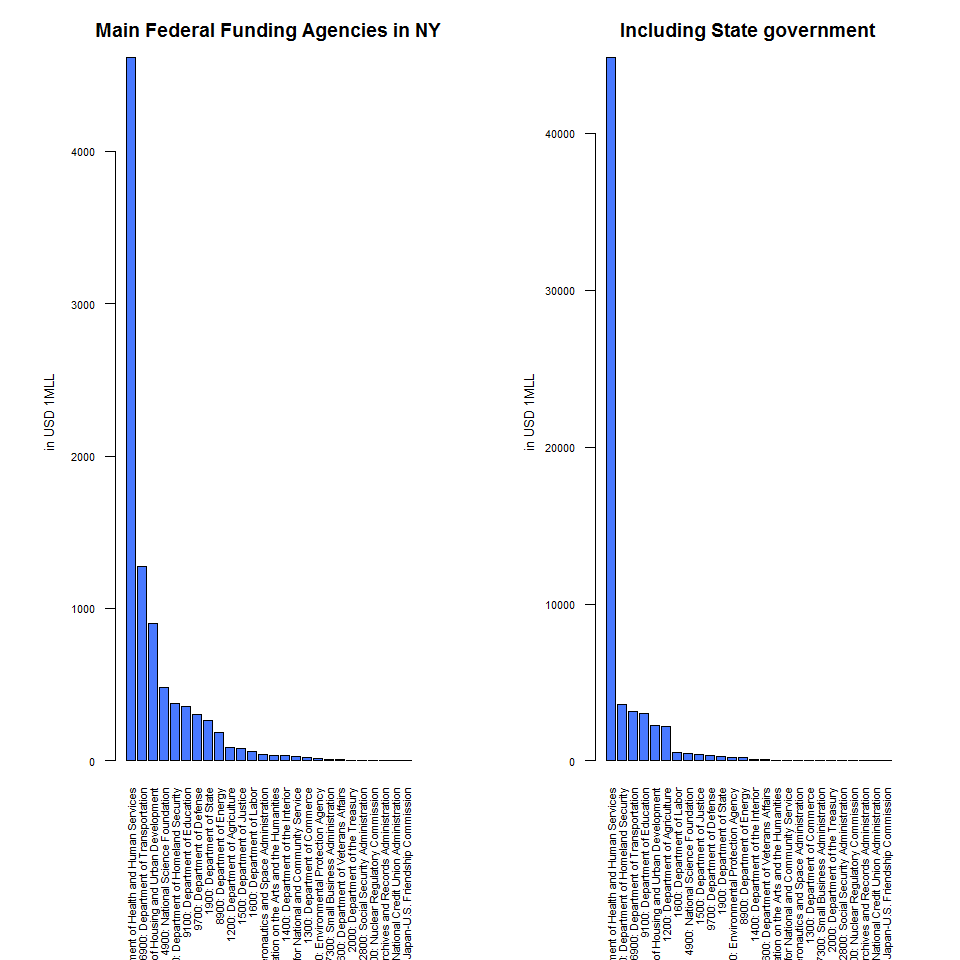 Main Federal Funding Agencies in NY
in USD 1MLL
4000
3000
2000
1000
0
ment of Health and Human Services
6900: Department of Transportation
of Housing and Urban Development
4900: National Science Foundation
0: Department of Homeland Security
9100: Department of Education
9700: Department of Defense
1900: Department of State
8900: Department of Energy
1200: Department of Agriculture
1500: Department of Justice
1600: Department of Labor
eronautics and Space Administration
ation on the Arts and the Humanities
1400: Department of the Interior
for National and Community Service
1300: Department of Commerce
0: Environmental Protection Agency
7300: Small Business Administration
600: Department of Veterans Affairs
2000: Department of the Treasury
2800: Social Security Administration
00: Nuclear Regulatory Commission
rchives and Records Administration
National Credit Union Administration
Japan-U.S. Friendship Commission
Including State government
in USD 1MLL
40000
30000
20000
10000
0
ment of Health and Human Services
0: Department of Homeland Security
6900: Department of Transportation
9100: Department of Education
of Housing and Urban Development
1200: Department of Agriculture
1600: Department of Labor
4900: National Science Foundation
1500: Department of Justice
9700: Department of Defense
1900: Department of State
0: Environmental Protection Agency
8900: Department of Energy
1400: Department of the Interior
600: Department of Veterans Affairs
ation on the Arts and the Humanities
for National and Community Service
eronautics and Space Administration
1300: Department of Commerce
7300: Small Business Administration
2000: Department of the Treasury
2800: Social Security Administration
00: Nuclear Regulatory Commission
rchives and Records Administration
National Credit Union Administration
Japan-U.S. Friendship Commission